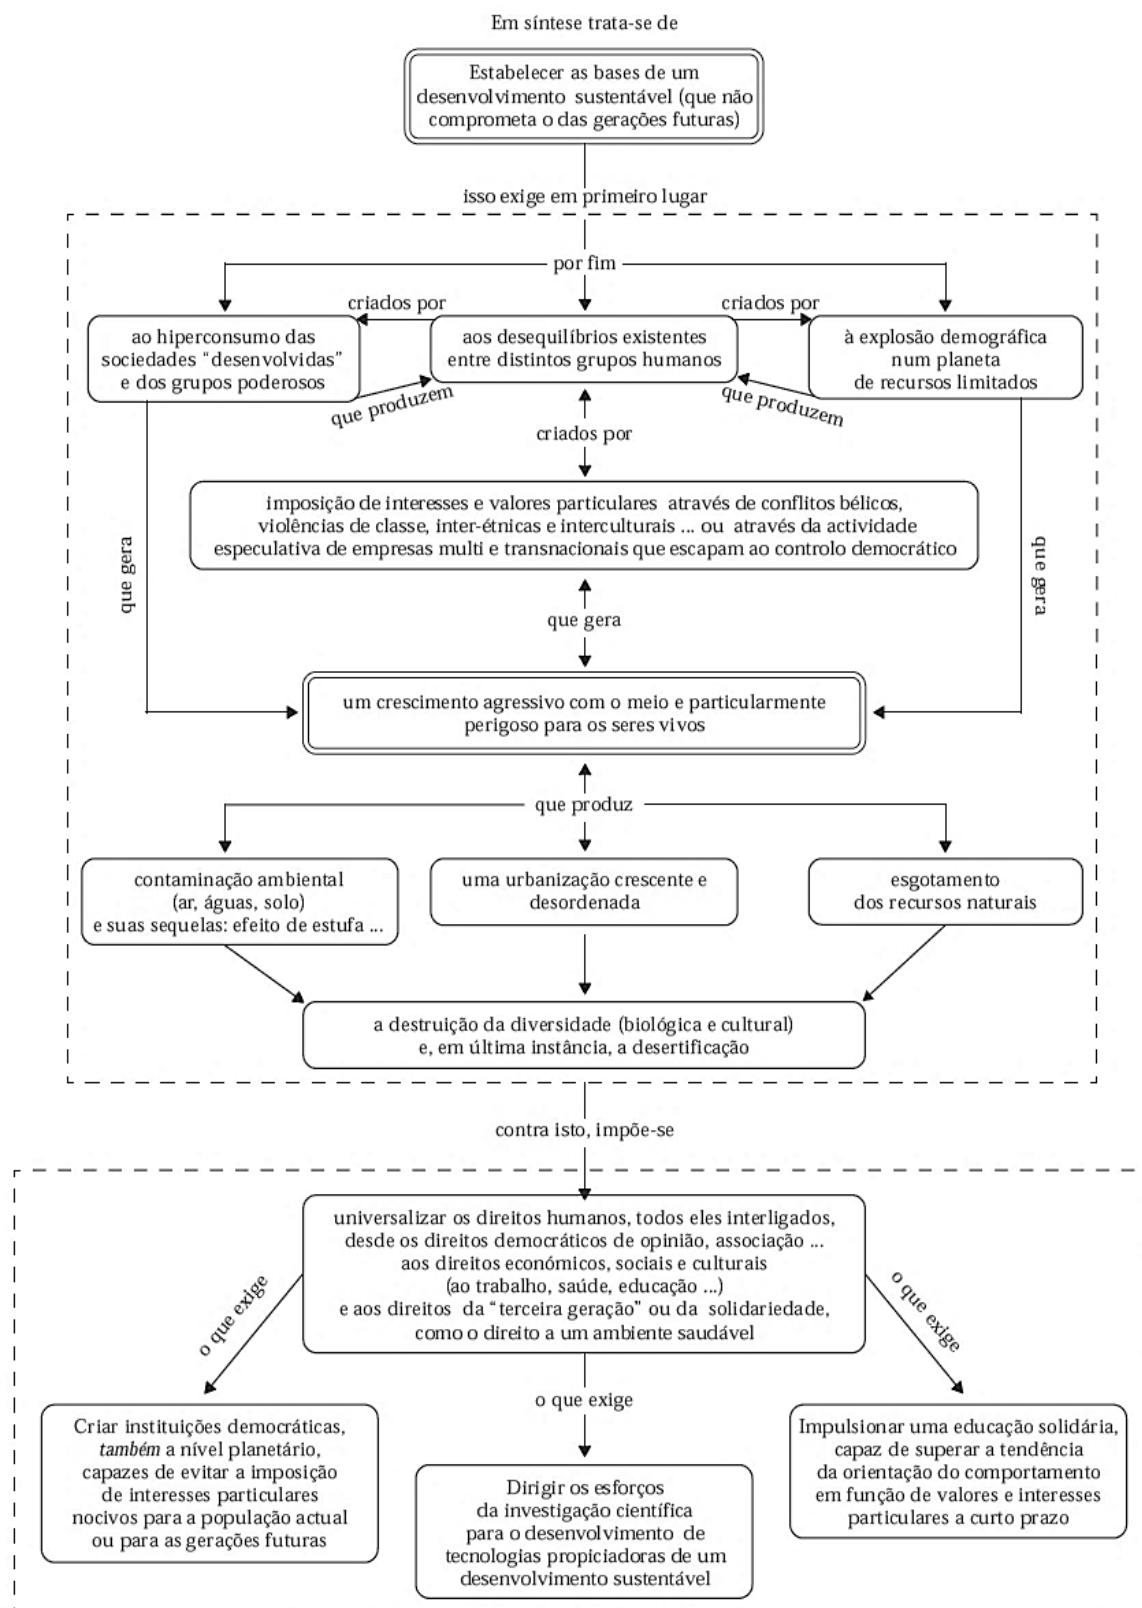 Em síntese trata-se de
Estabelecer as bases de um
desenvolvimento sustentável (que não
comprometa o das gerações futuras)
isso exige em primeiro lugar
por fim
criados por
criados por
ao hiperconsumo das
sociedades “desenvolvidas”
e dos grupos poderosos
aos desequilíbrios existentes
entre distintos grupos humanos
à explosão demográfica
num planeta
de recursos limitados
que produzem
que produzem
criados por
imposição de interesses e valores particulares através de conflitos bélicos,
violências de classe, inter-étnicas e interculturais ... ou através da actividade
especulativa de empresas multi e transnacionais que escapam ao controlo democrático
que gera
que gera
que gera
um crescimento agressivo com o meio e particularmente
perigoso para os seres vivos
que produz
contaminação ambiental
(ar, águas, solo)
e suas sequelas: efeito de estufa ...
uma urbanização crescente e
desordenada
esgotamento
dos recursos naturais
a destruição da diversidade (biológica e cultural)
e, em última instância, a desertificação
contra isto, impõe-se
universalizar os direitos humanos, todos eles interligados,
desde os direitos democráticos de opinião, associação ...
aos direitos económicos, sociais e culturais
(ao trabalho, saúde, educação ...)
e aos direitos da “terceira geração” ou da solidariedade,
como o direito a um ambiente saudável
o que exige
o que exige
o que exige
Criar instituições democráticas,
também a nível planetário,
capazes de evitar a imposição
de interesses particulares
nocivos para a população actual
ou para as gerações futuras
Dirigir os esforços
da investigação científica
para o desenvolvimento de
tecnologias propiciadoras de um
desenvolvimento sustentável
Impulsionar uma educação solidária,
capaz de superar a tendência
da orientação do comportamento
em função de valores e interesses
particulares a curto prazo